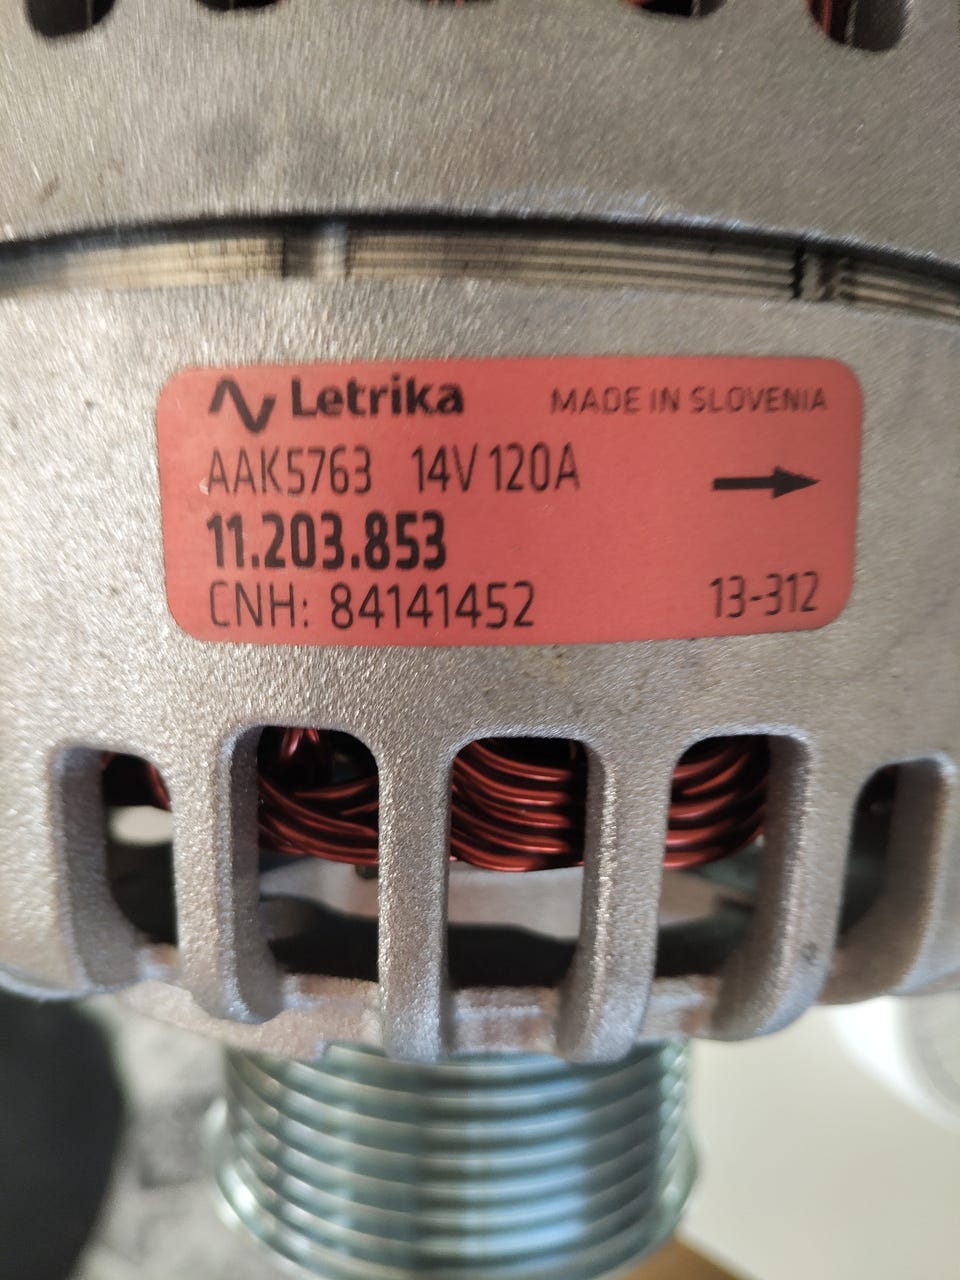 Letrika MADE IN SLOVENIA
AAK5763 14V 120A
11.203.853
CNH: 84141452 13-312